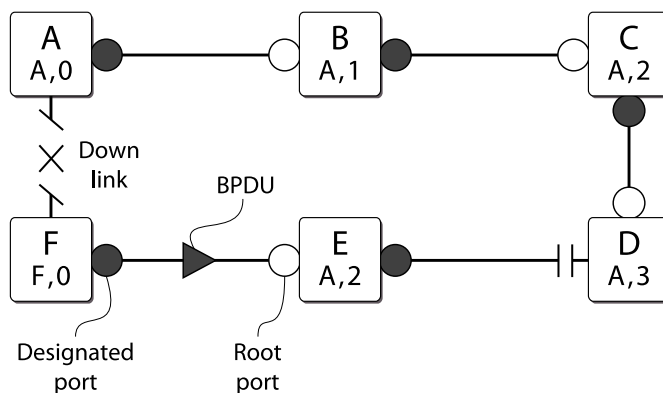 A
A,0
B
A,1
C
A,2
Down
link
BPDU
F
F,0
E
A,2
D
A,3
Designated
port
Root
port